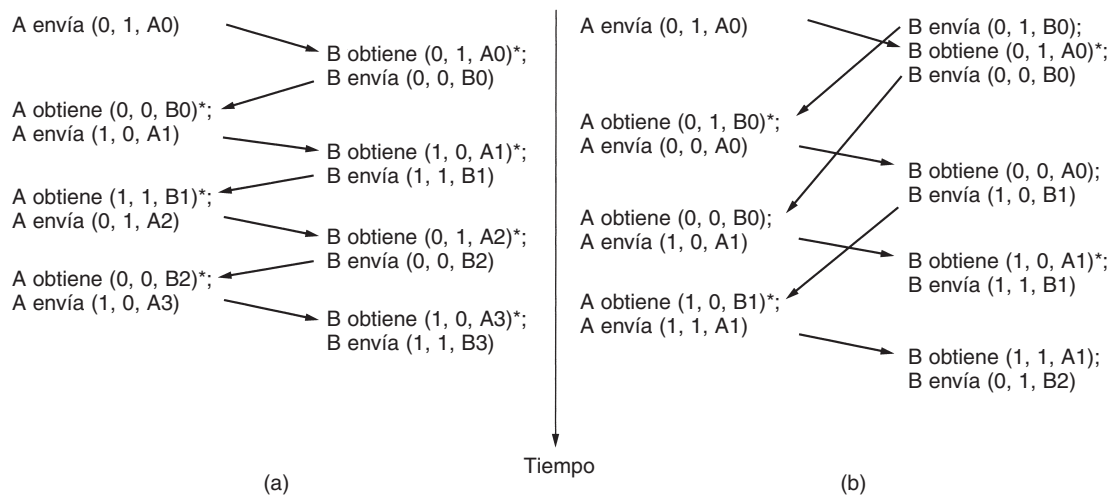 A envía (0, 1, A0)
B obtiene (0, 1, A0)*;
B envía (0, 0, B0)
A obtiene (0, 0, B0)*;
A envía (1, 0, A1)
B obtiene (1, 0, A1)*;
B envía (1, 1, B1)
A obtiene (1, 1, B1)*;
A envía (0, 1, A2)
B obtiene (0, 1, A2)*;
B envía (0, 0, B2)
A obtiene (0, 0, B2)*;
A envía (1, 0, A3)
B obtiene (1, 0, A3)*;
B envía (1, 1, B3)
(a)
Tiempo
A envía (0, 1, A0)
B envía (0, 1, B0);
B obtiene (0, 1, A0)*;
B envía (0, 0, B0)
A obtiene (0, 1, B0)*;
A envía (0, 0, A0)
B obtiene (0, 0, A0);
B envía (1, 0, B1)
A obtiene (0, 0, B0);
A envía (1, 0, A1)
B obtiene (1, 0, A1)*;
B envía (1, 1, B1)
A obtiene (1, 0, B1)*;
A envía (1, 1, A1)
B obtiene (1, 1, A1);
B envía (0, 1, B2)
(b)